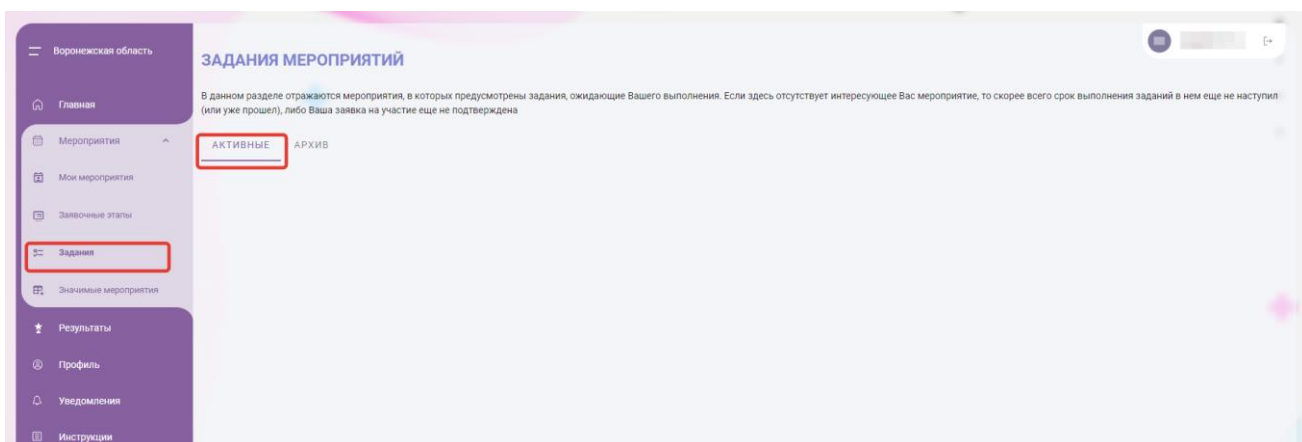 Воронежская область
Главная
Мероприятия
Мои мероприятия
Заявочные этапы
Задания
Значимые мероприятия
Результаты
Профиль
Уведомления
Инструкции
ЗАДАНИЯ МЕРОПРИЯТИЙ
В данном разделе отражаются мероприятия, в которых предусмотрены задания, ожидающие Вашего выполнения. Если здесь отсутствует интересующее Вас мероприятие, то скорее всего срок выполнения заданий в нем еще не наступил
(или уже прошел), либо Ваша заявка на участие еще не подтверждена
АКТИВНЫЕ АРХИВ